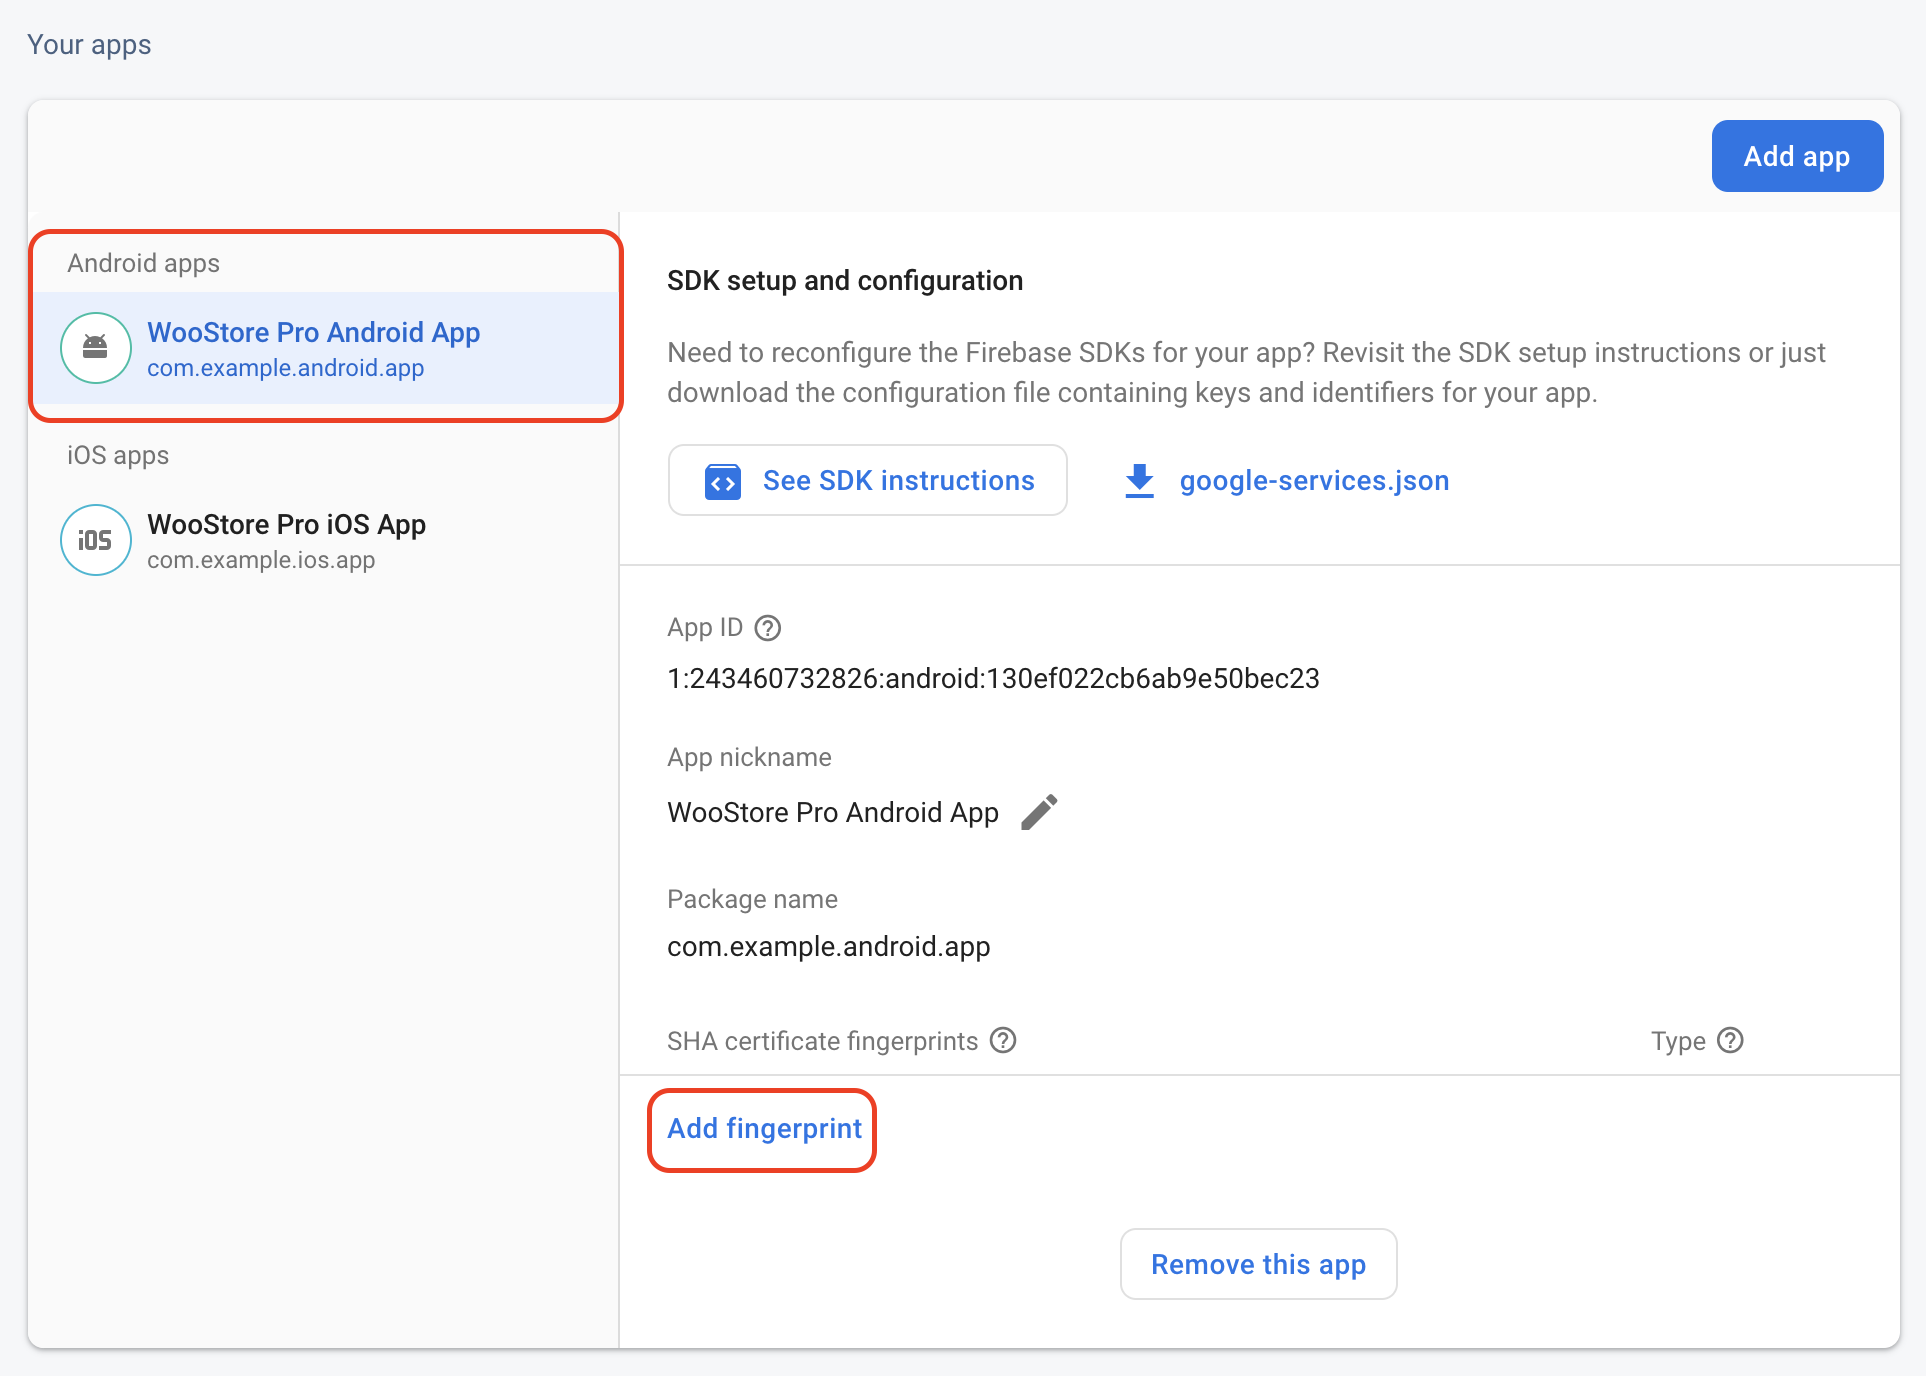 Your apps
Add app
Android apps
WooStore Pro Android App
com.example.android.app
iOS apps
iOS
WooStore Pro iOS App
com.example.ios.app
SDK setup and configuration
Need to reconfigure the Firebase SDKs for your app? Revisit the SDK setup instructions or just
download the configuration file containing keys and identifiers for your app.
See SDK instructions
google-services.json
App ID
1:243460732826:android:130ef022cb6ab9e50bec23
App nickname
WooStore Pro Android App
Package name
com.example.android.app
SHA certificate fingerprints
Type
Add fingerprint
Remove this app